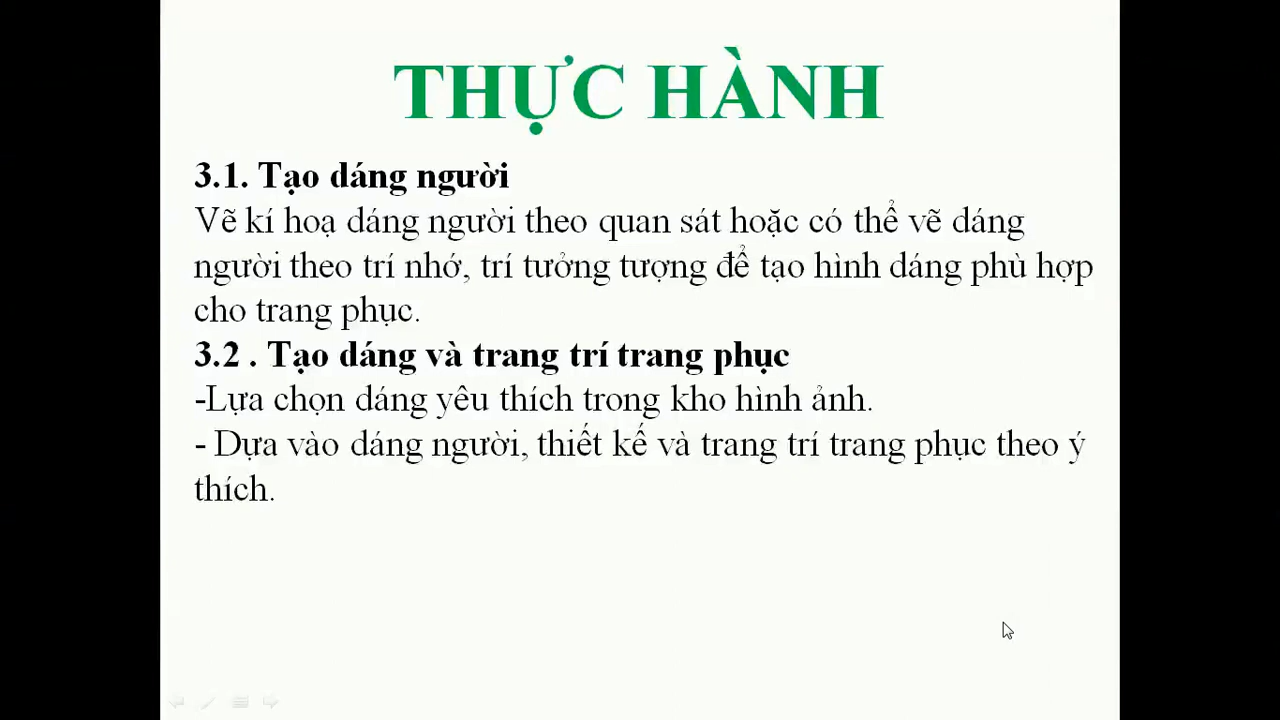 THỰC HÀNH
3.1. Tạo dáng người
Vẽ kí hoạ dáng người theo quan sát hoặc có thể vẽ dáng
người theo trí nhớ, trí tưởng tượng để tạo hình dáng phù hợp
cho trang phục.
3.2 . Tạo dáng và trang trí trang phục
-Lựa chọn dáng yêu thích trong kho hình ảnh.
- Dựa vào dáng người, thiết kế và trang trí trang phục theo ý
thích.